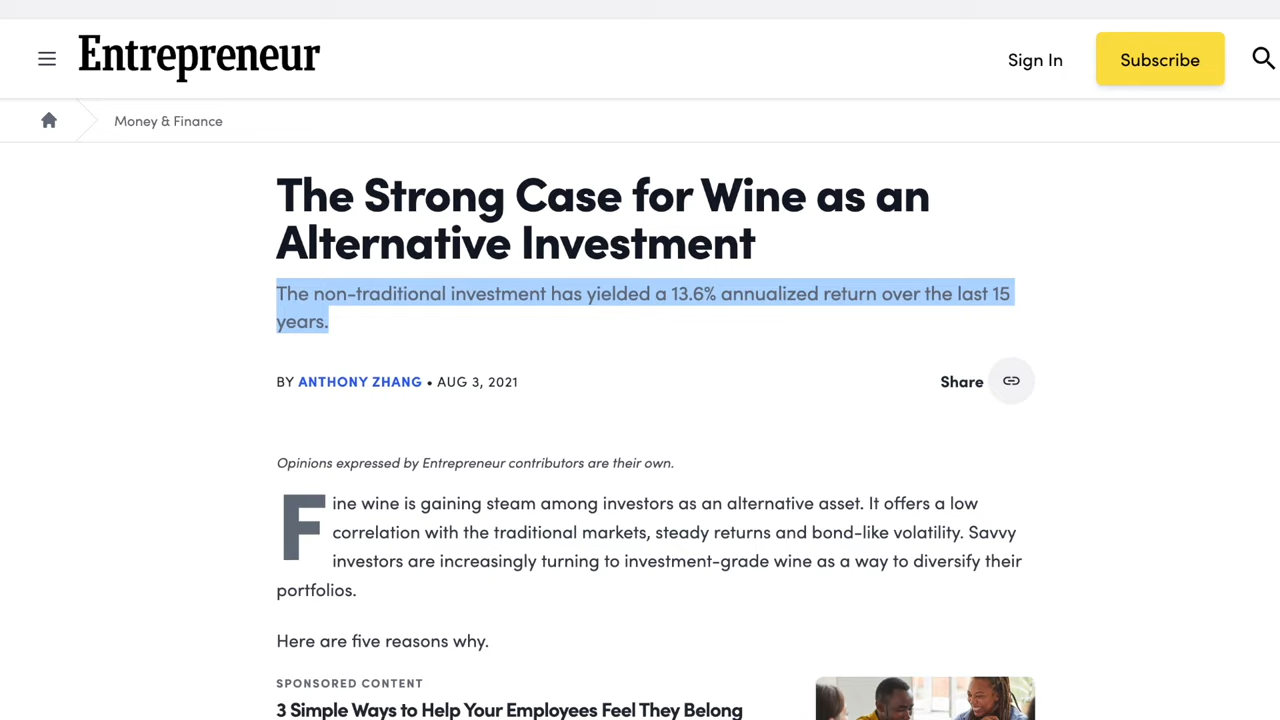 Entrepreneur
Sign In
Subscribe
Money & Finance
The Strong Case for Wine as an
Alternative Investment
The non-traditional investment has yielded a 13.6% annualized return over the last 15
years.
BY ANTHONY ZHANG • AUG 3, 2021
Share
Opinions expressed by Entrepreneur contributors are their own.
Fine wine is gaining steam among investors as an alternative asset. It offers a low
correlation with the traditional markets, steady returns and bond-like volatility. Savvy
investors are increasingly turning to investment-grade wine as a way to diversify their
portfolios.
Here are five reasons why.
SPONSORED CONTENT
3 Simple Ways to Help Your Employees Feel They Belong